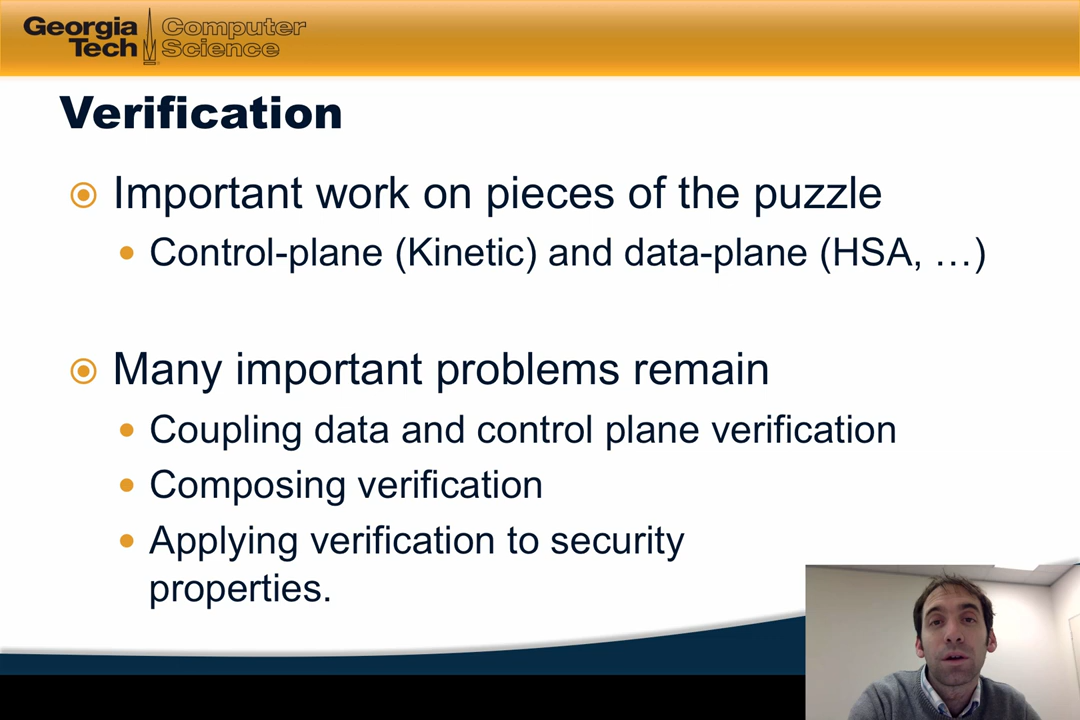 Georgia Tech
Computer Science
Verification
Important work on pieces of the puzzle
Control-plane (Kinetic) and data-plane (HSA, …)
Many important problems remain
Coupling data and control plane verification
Composing verification
Applying verification to security
properties.